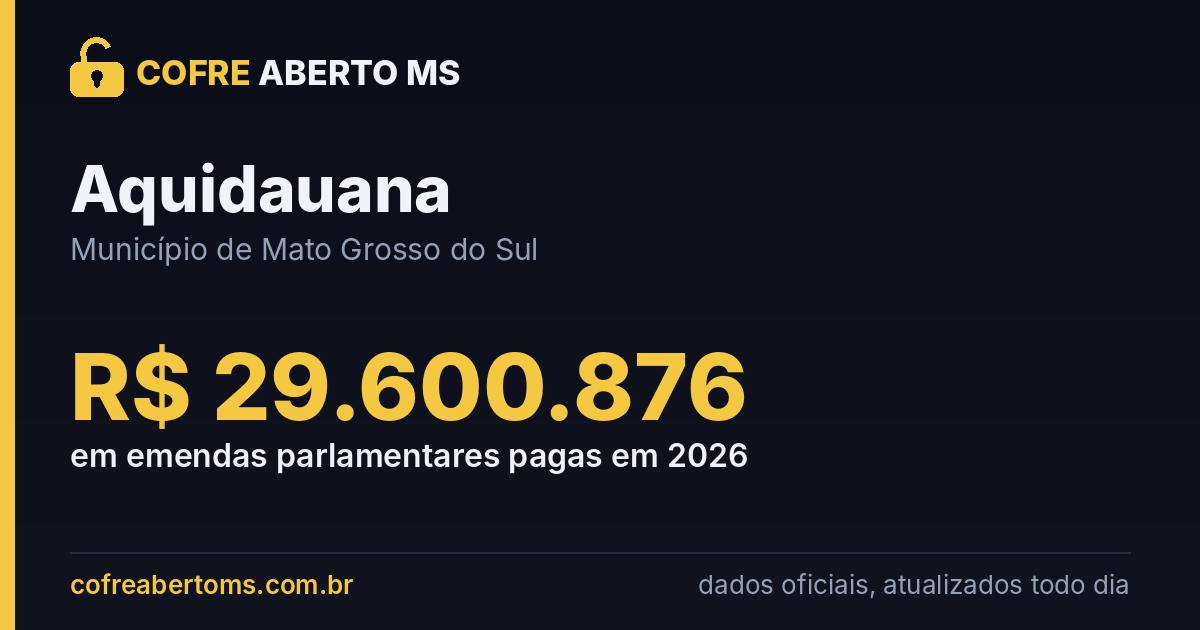 COFRE ABERTO MS
Aquidauana
Município de Mato Grosso do Sul
R$ 29.600.876
em emendas parlamentares pagas em 2026
cofreabertoms.com.br
dados oficiais, atualizados todo dia